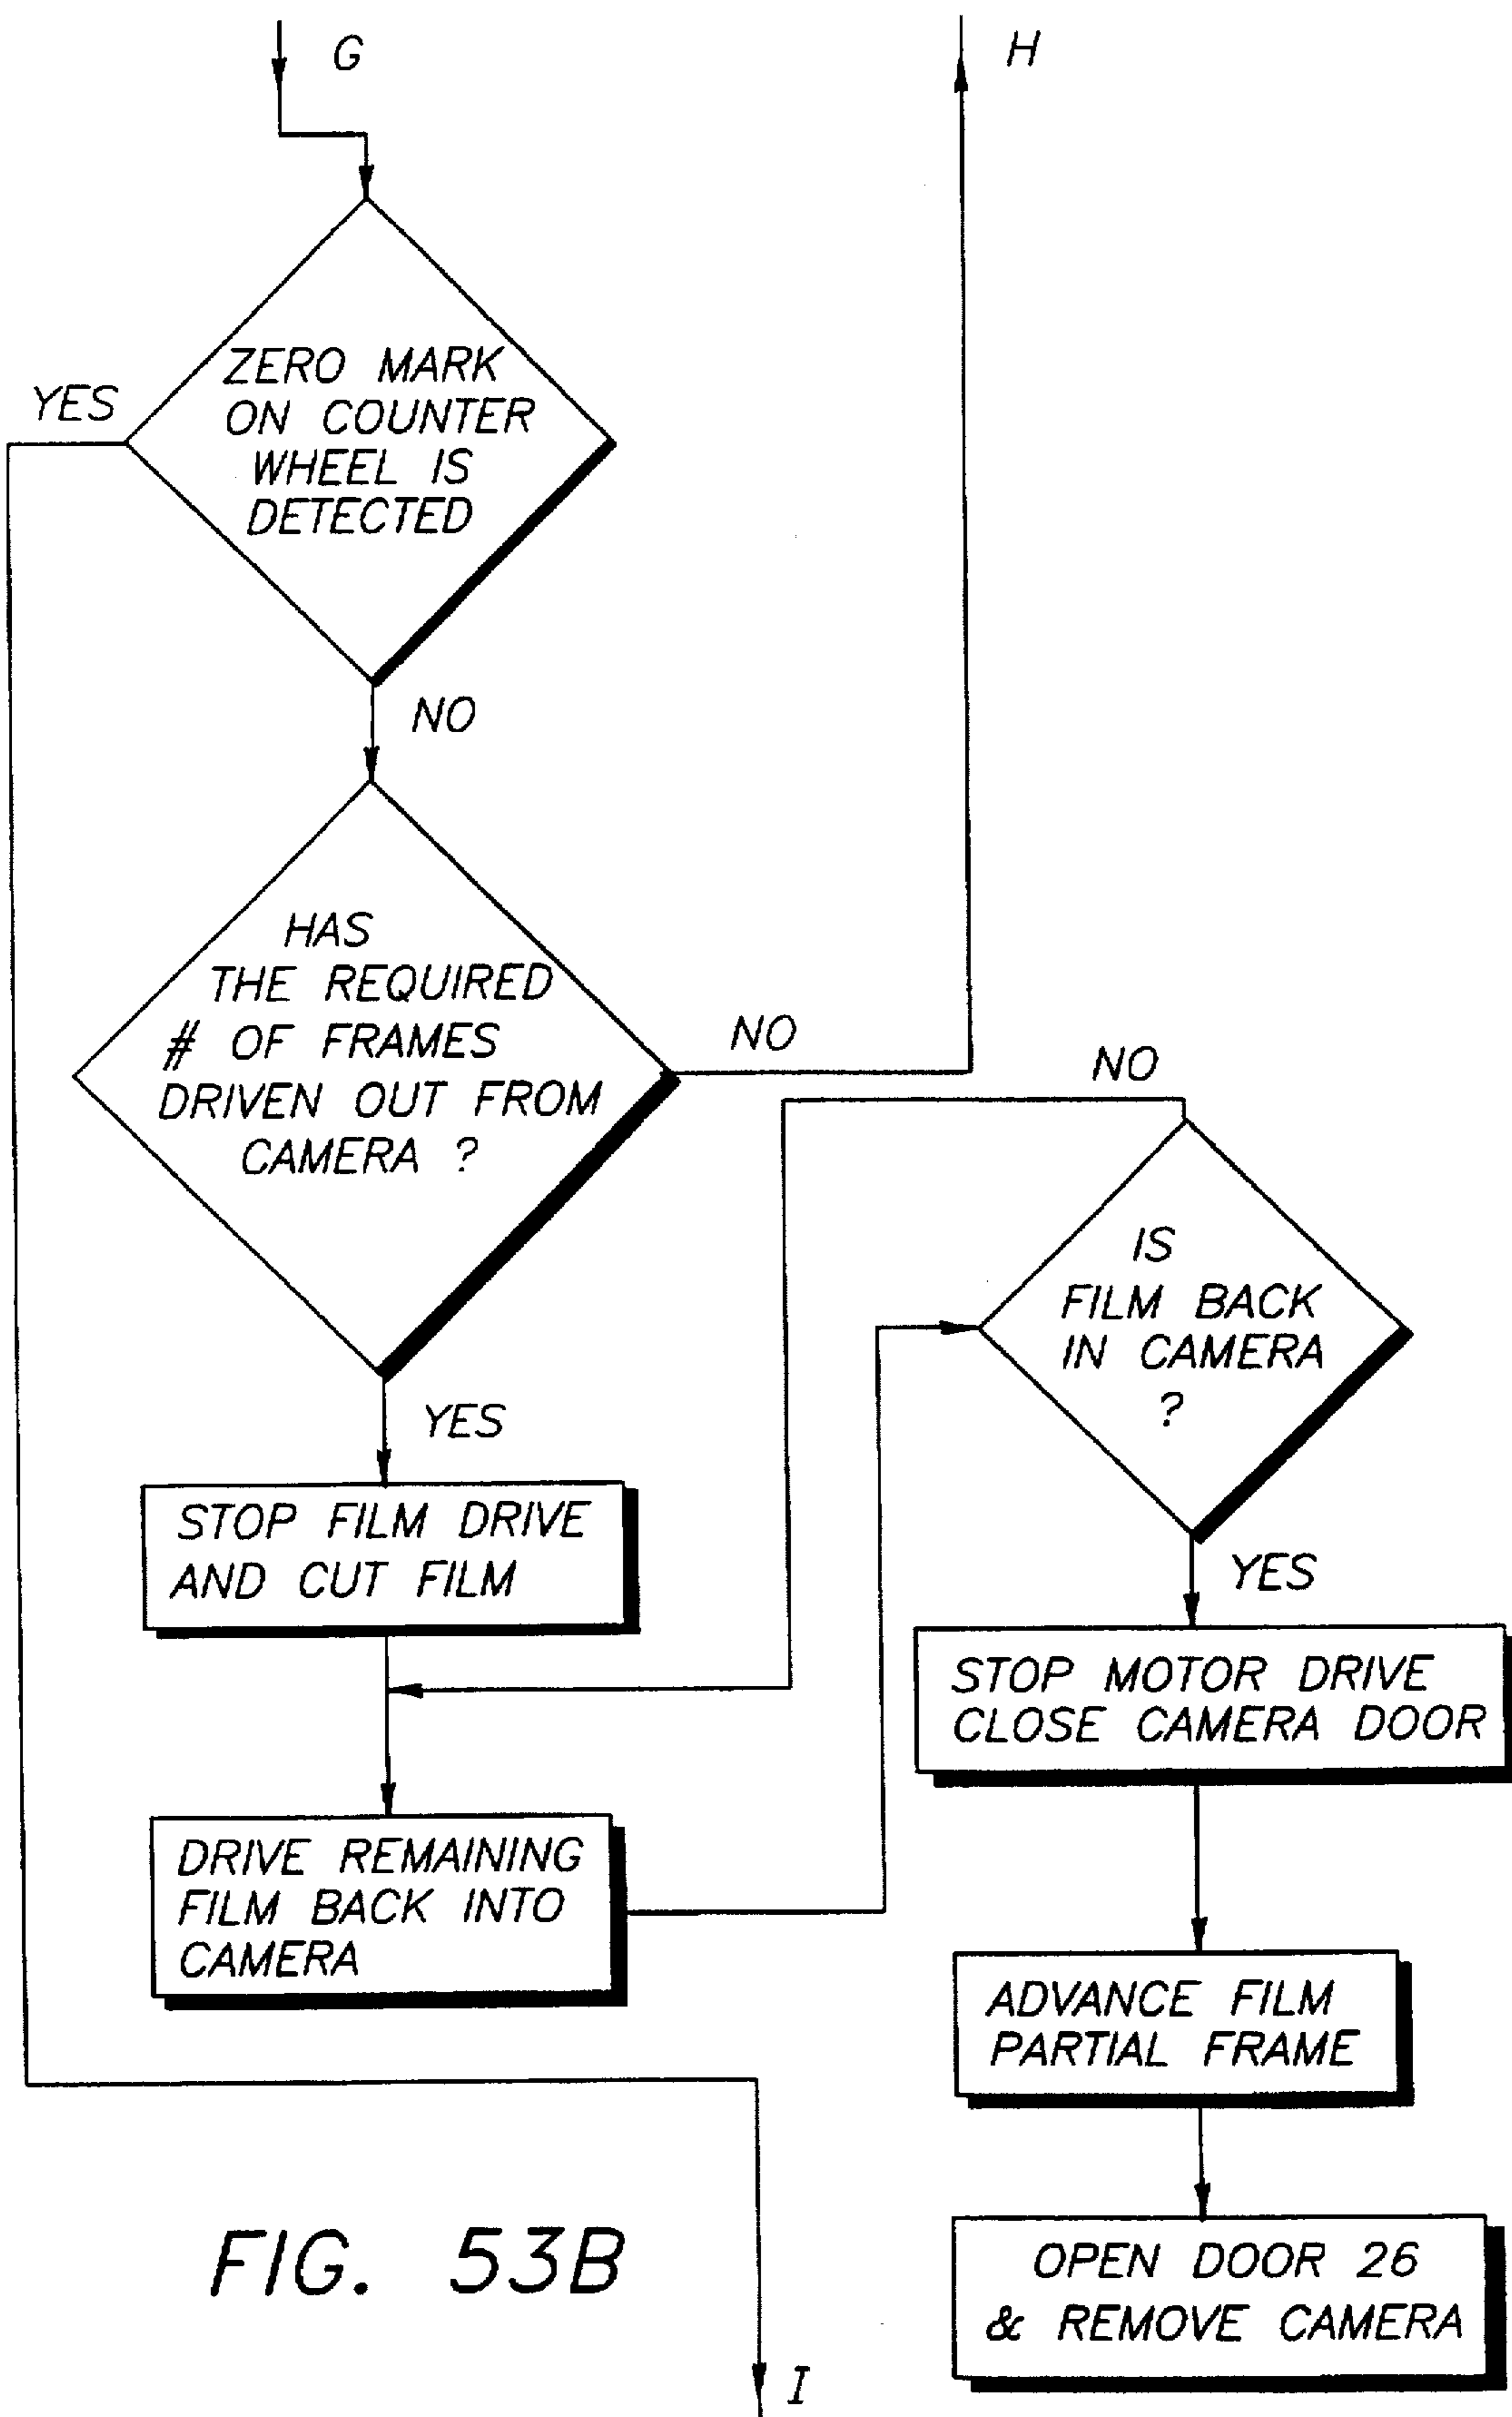 G
H
ZERO MARK
ON COUNTER
WHEEL IS
DETECTED
YES
NO
HAS
THE REQUIRED
# OF FRAMES
DRIVEN OUT FROM
CAMERA ?
NO
YES
STOP FILM DRIVE
AND CUT FILM
DRIVE REMAINING
FILM BACK INTO
CAMERA
NO
IS
FILM BACK
IN CAMERA
?
YES
STOP MOTOR DRIVE
CLOSE CAMERA DOOR
ADVANCE FILM
PARTIAL FRAME
OPEN DOOR 26
& REMOVE CAMERA
I
FIG. 53B